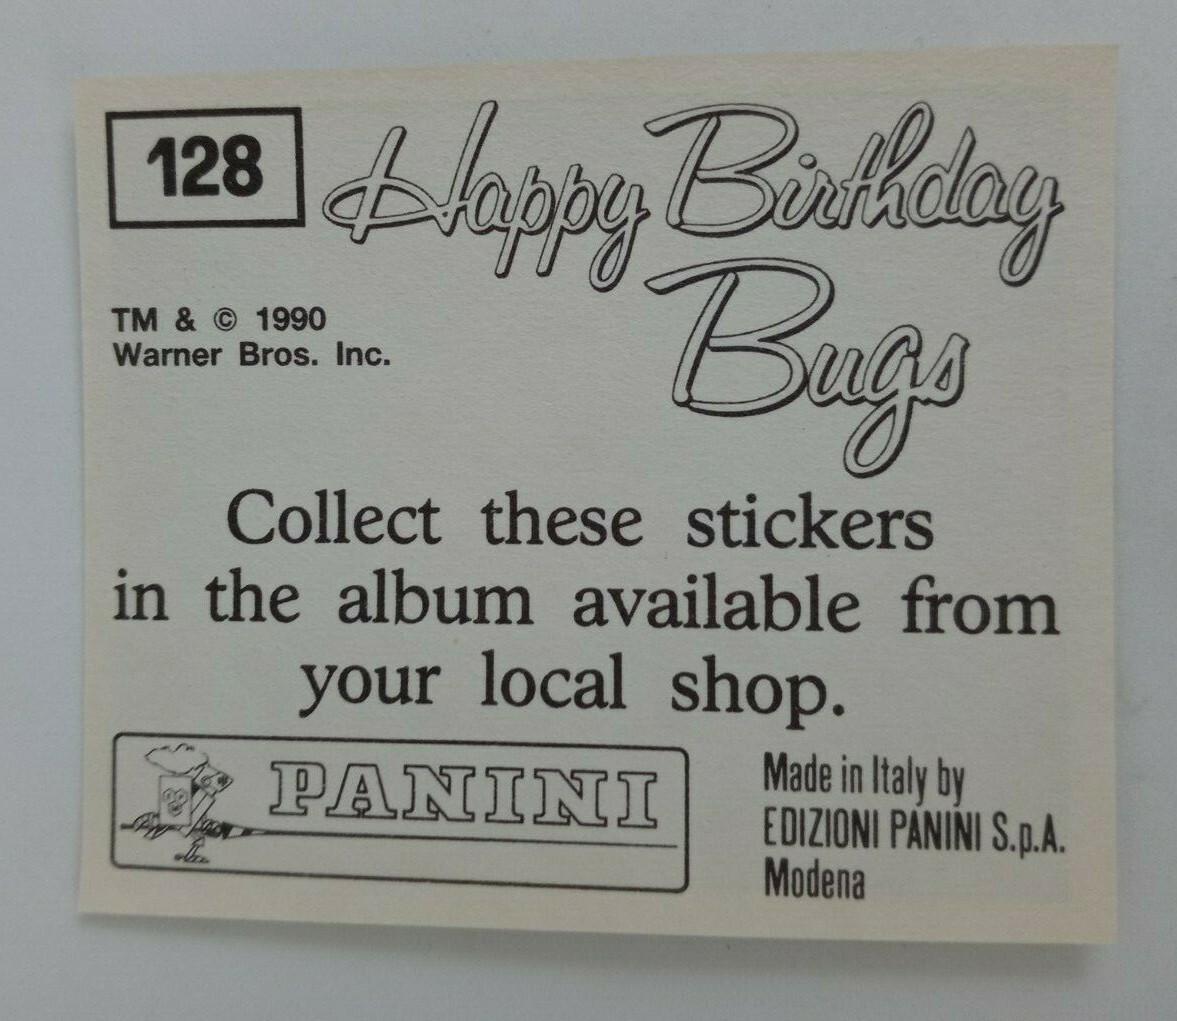 128
Happy Birthday
Bugs
TM & © 1990
Warner Bros. Inc.
Collect these stickers
in the album available from
your local shop.
PANINI
Made in Italy by
EDIZIONI PANINI S.p.A.
Modena